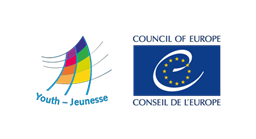 Youth – Jeunesse
COUNCIL OF EUROPE
CONSEIL DE L'EUROPE